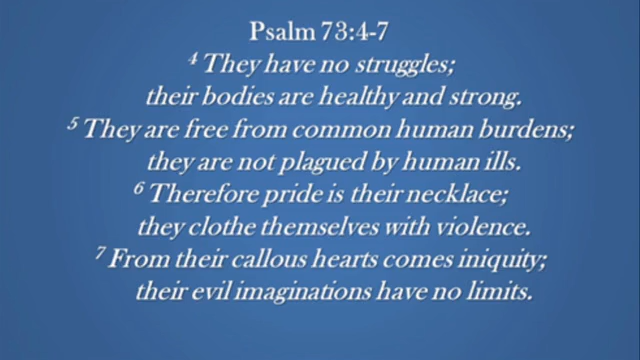 Psalm 73:4-7
⁴ They have no struggles;
their bodies are healthy and strong.
⁵ They are free from common human burdens;
they are not plagued by human ills.
⁶ Therefore pride is their necklace;
they clothe themselves with violence.
⁷ From their callous hearts comes iniquity;
their evil imaginations have no limits.